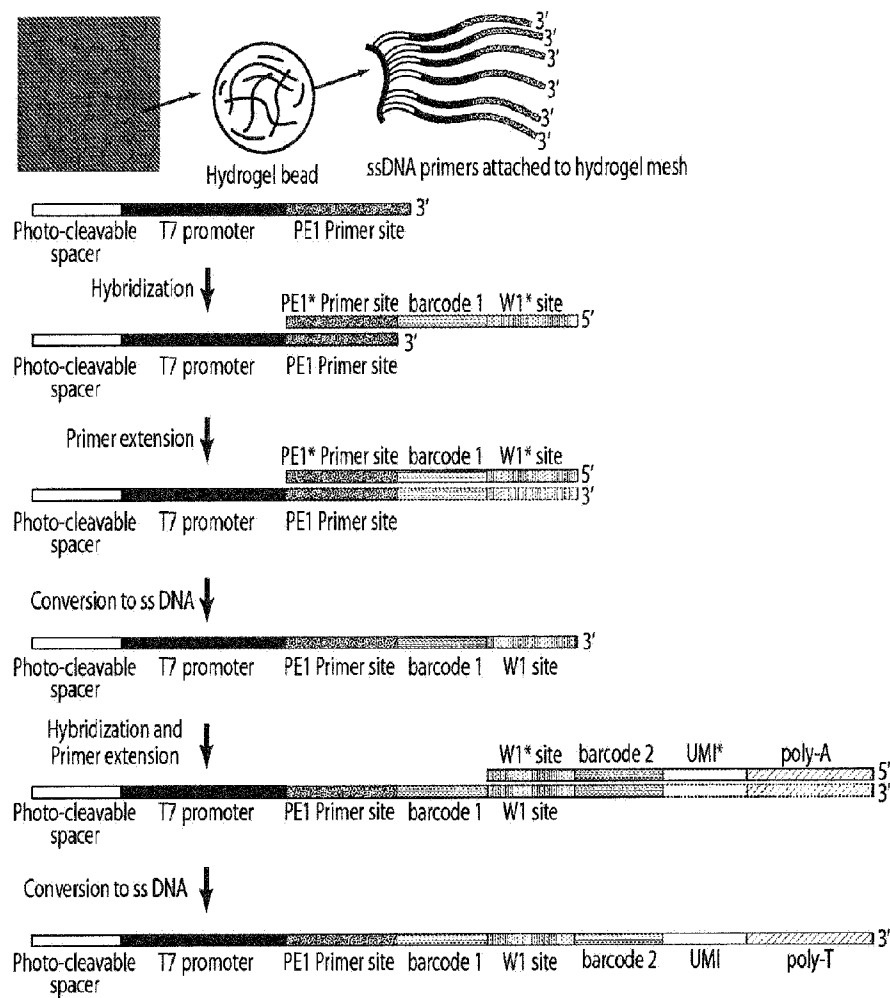 3′
3′
3′
3′
3′
3′
3′
Hydrogel bead
ssDNA primers attached to hydrogel mesh
3′
Photo-cleavable spacer T7 promoter PE1 Primer site
Hybridization
PE1* Primer site barcode 1 W1* site
5′
3′
Photo-cleavable spacer T7 promoter PE1 Primer site
Primer extension
PE1* Primer site barcode 1 W1* site
5′
3′
Photo-cleavable spacer T7 promoter PE1 Primer site
Conversion to ss DNA
3′
Photo-cleavable spacer T7 promoter PE1 Primer site barcode 1 W1 site
Hybridization and
Primer extension
W1* site barcode 2 UMI* poly-A
5′
3′
Photo-cleavable spacer T7 promoter PE1 Primer site barcode 1 W1 site
Conversion to ss DNA
3′
Photo-cleavable spacer T7 promoter PE1 Primer site barcode 1 W1 site barcode 2 UMI poly-T